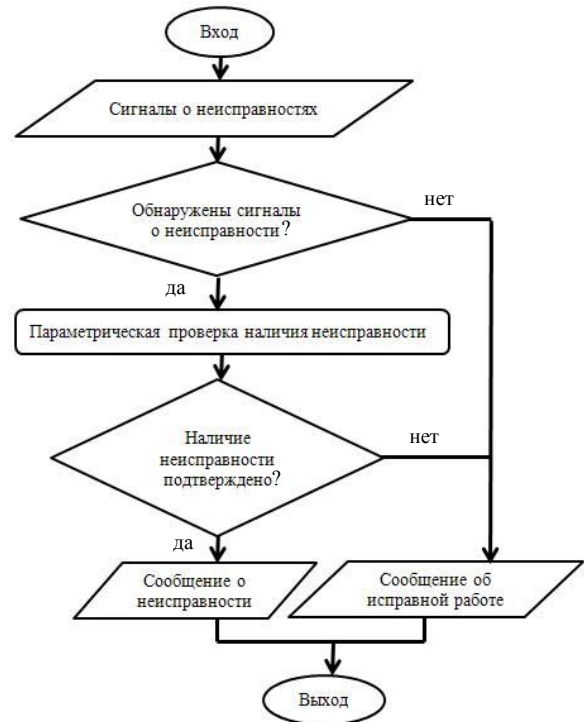 Вход
Сигналы о неисправностях
Обнаружены сигналы
о неисправности?
нет
да
Параметрическая проверка наличия неисправности
Наличие
неисправности
подтверждено?
нет
да
Сообщение о
неисправности
Сообщение об
исправной работе
Выход